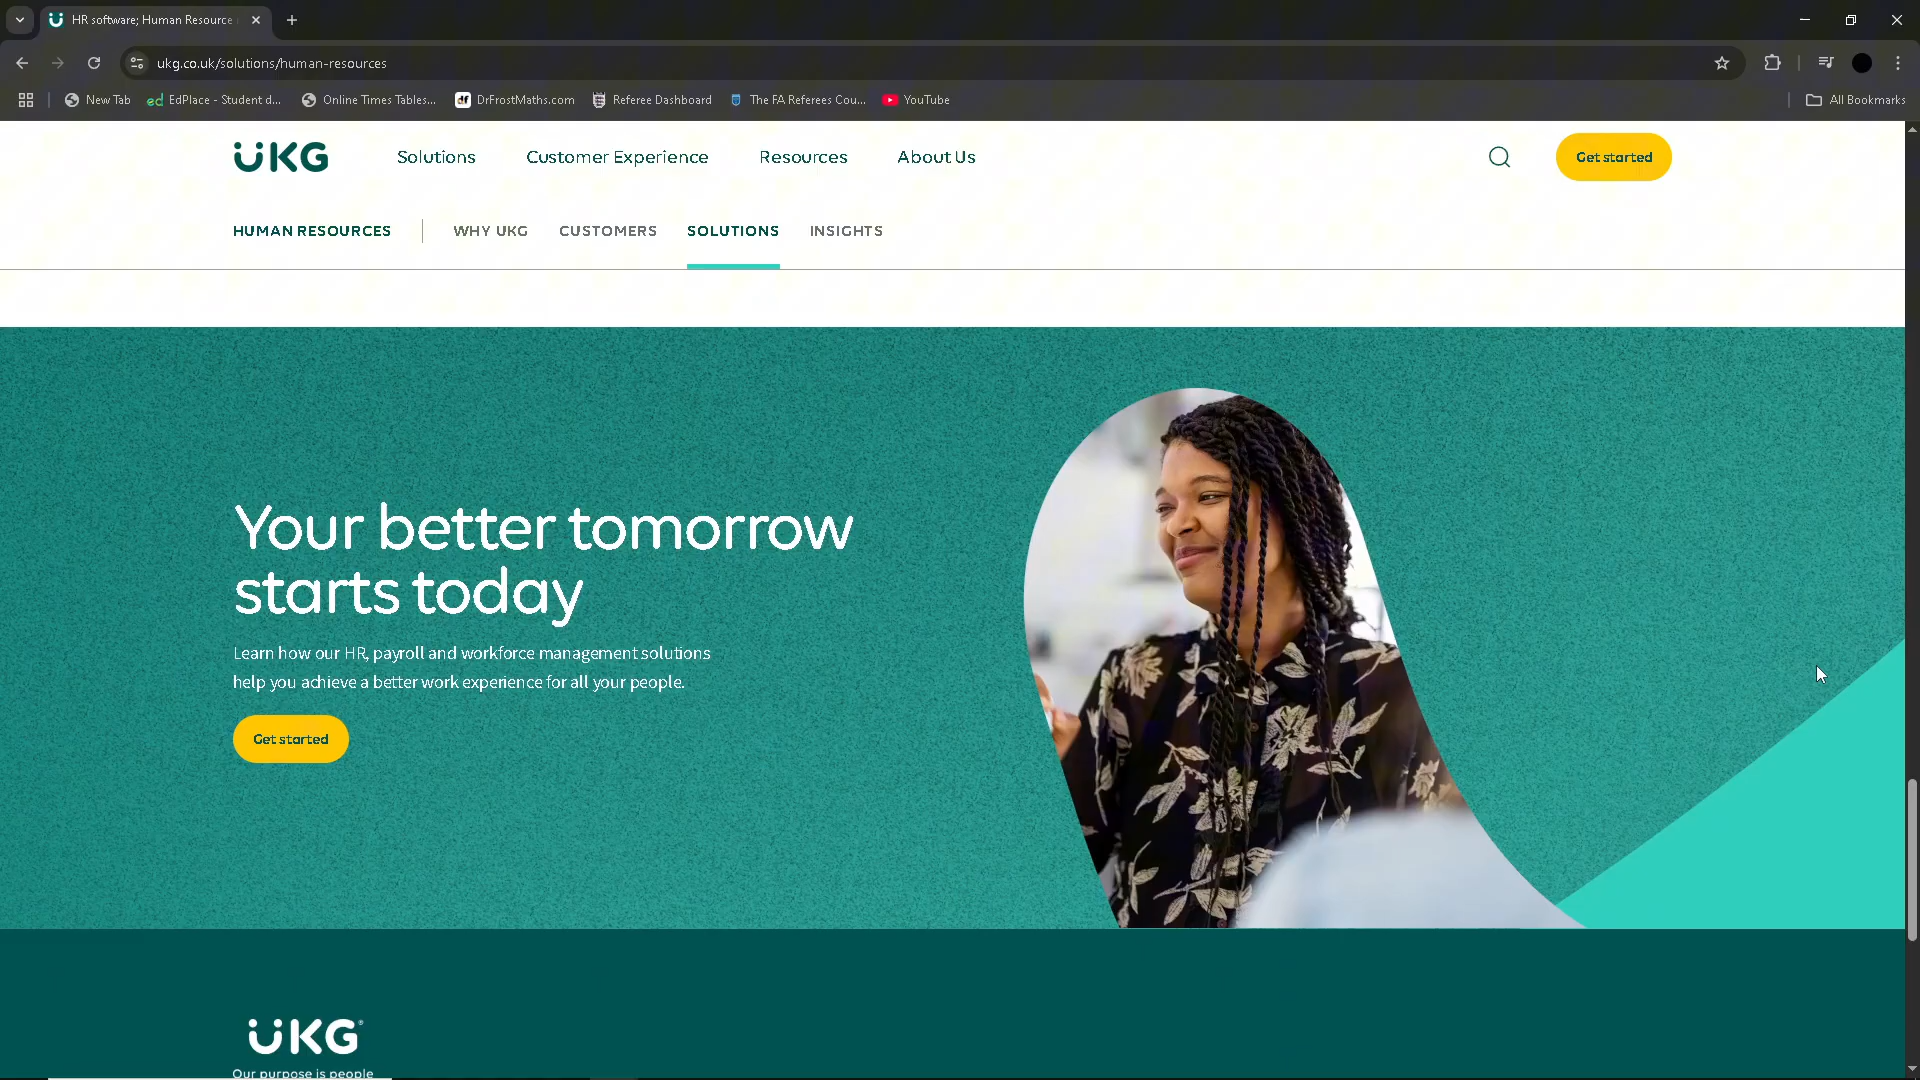 HR software; Human Resource
ukg.co.uk/solutions/human-resources
New Tab
EdPlace - Student d...
Online Times Tables...
DrFrostMaths.com
Referee Dashboard
The FA Referees Cou...
YouTube
All Bookmarks
UKG
Solutions
Customer Experience
Resources
About Us
Get started
HUMAN RESOURCES
WHY UKG
CUSTOMERS
SOLUTIONS
INSIGHTS
Your better tomorrow
starts today
Learn how our HR, payroll and workforce management solutions
help you achieve a better work experience for all your people.
Get started
UKG®
Our purpose is people